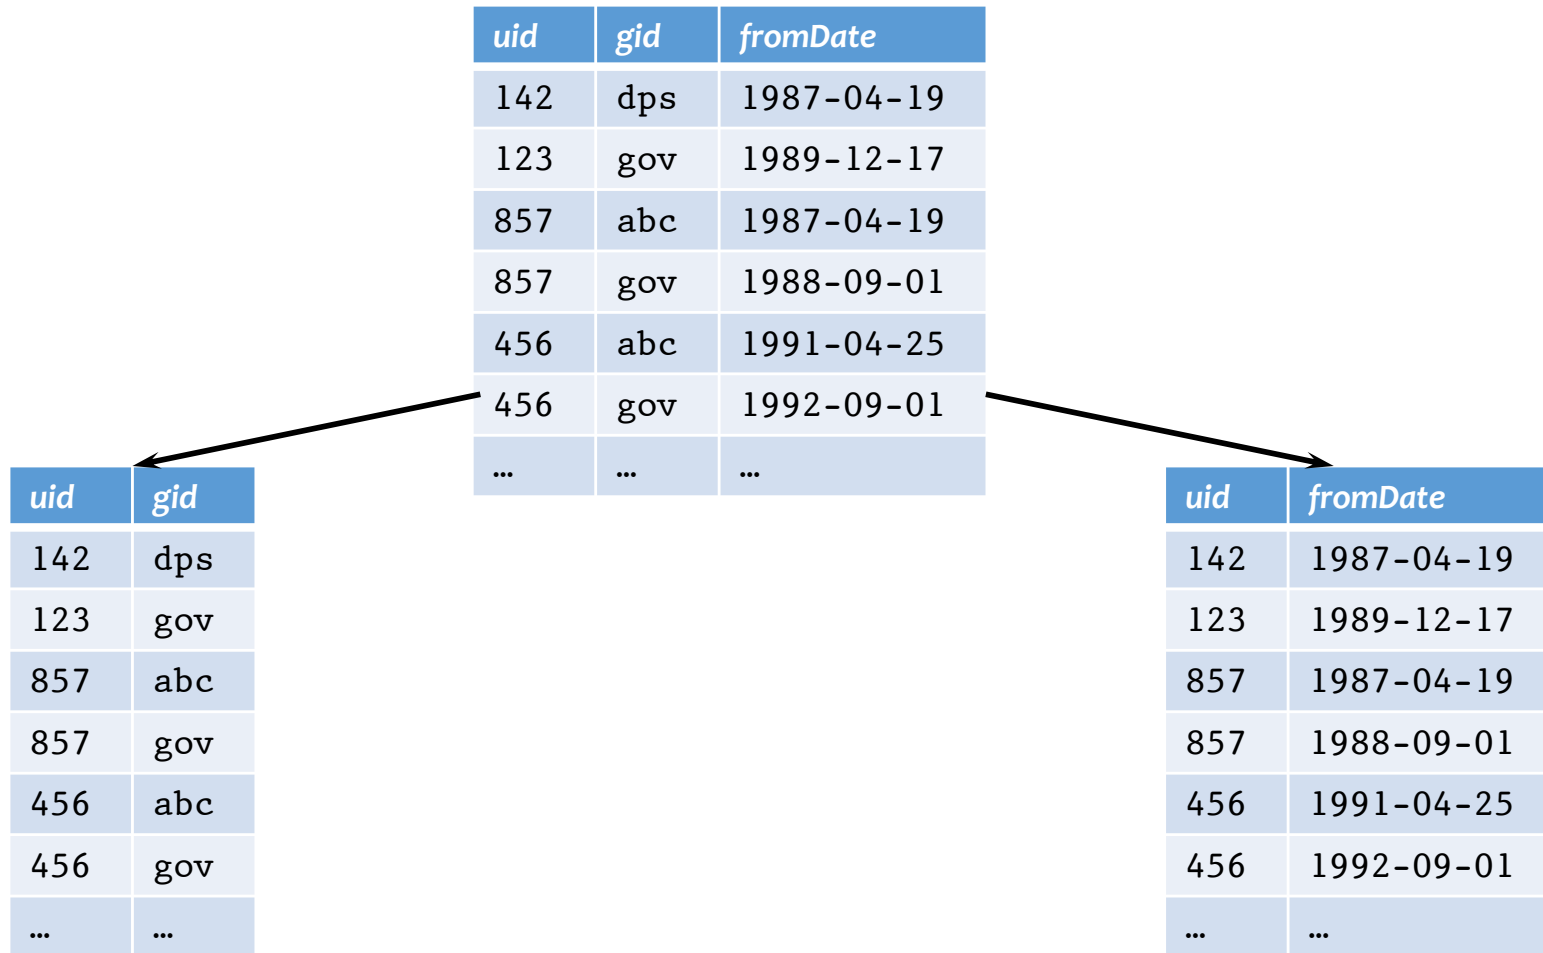 uid gid fromDate
142 dps 1987-04-19
123 gov 1989-12-17
857 abc 1987-04-19
857 gov 1988-09-01
456 abc 1991-04-25
456 gov 1992-09-01
… … …
uid gid
142 dps
123 gov
857 abc
857 gov
456 abc
456 gov
… …
uid fromDate
142 1987-04-19
123 1989-12-17
857 1987-04-19
857 1988-09-01
456 1991-04-25
456 1992-09-01
… …